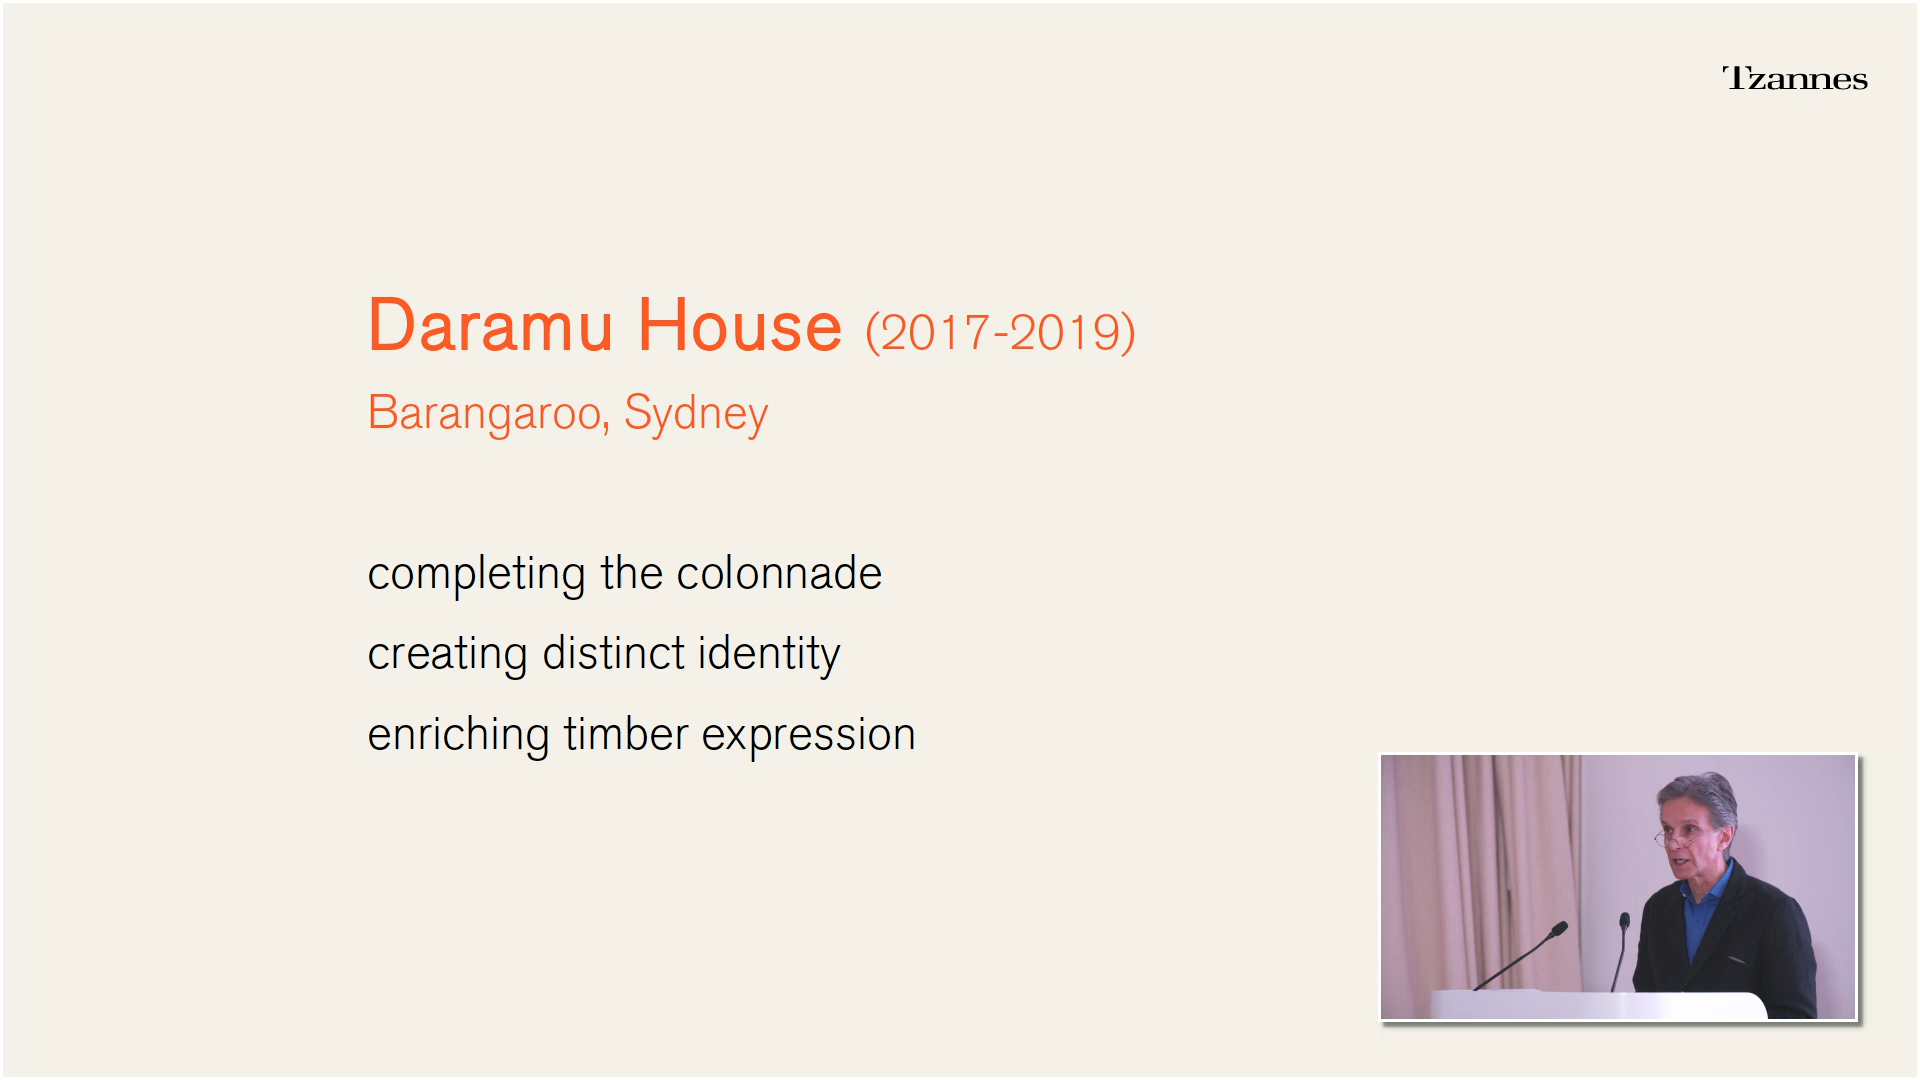 Tzannes
Daramu House (2017-2019)
Barangaroo, Sydney
completing the colonnade
creating distinct identity
enriching timber expression